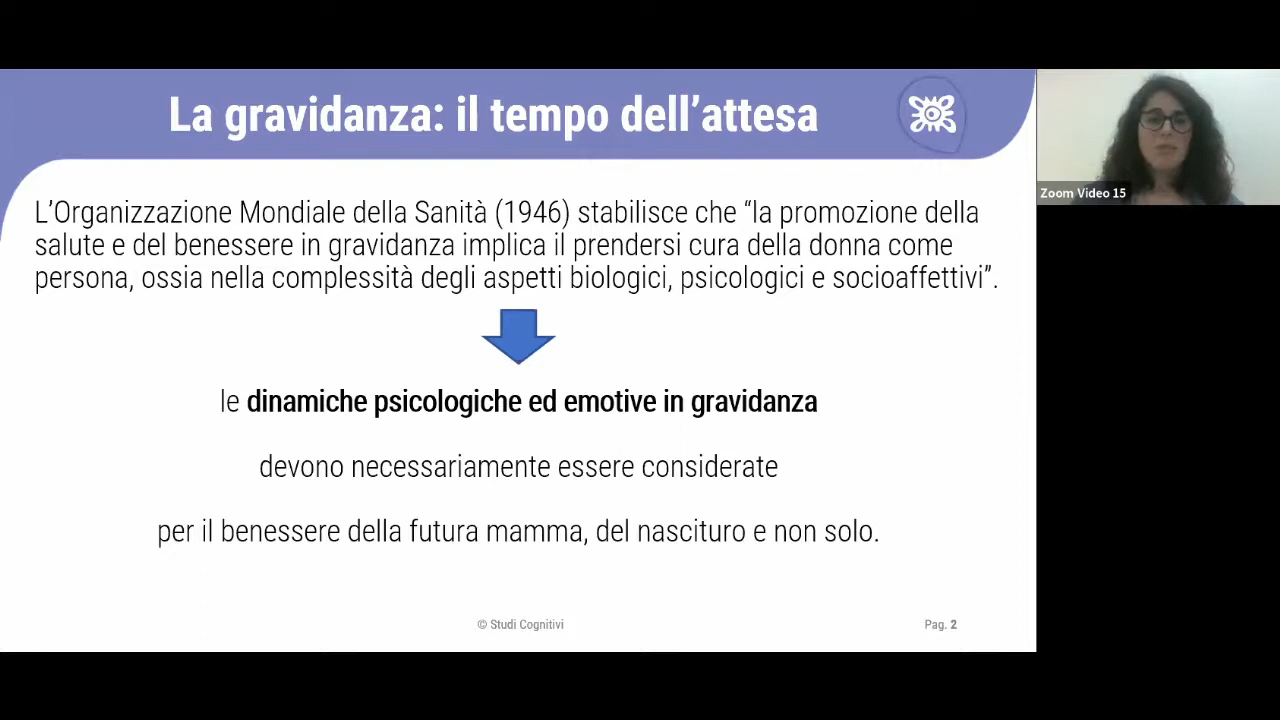 La gravidanza: il tempo dell’attesa
Zoom Video 15
L’Organizzazione Mondiale della Sanità (1946) stabilisce che “la promozione della
salute e del benessere in gravidanza implica il prendersi cura della donna come
persona, ossia nella complessità degli aspetti biologici, psicologici e socioaffettivi”.
le dinamiche psicologiche ed emotive in gravidanza
devono necessariamente essere considerate
per il benessere della futura mamma, del nascituro e non solo.
© Studi Cognitivi
Pag. 2